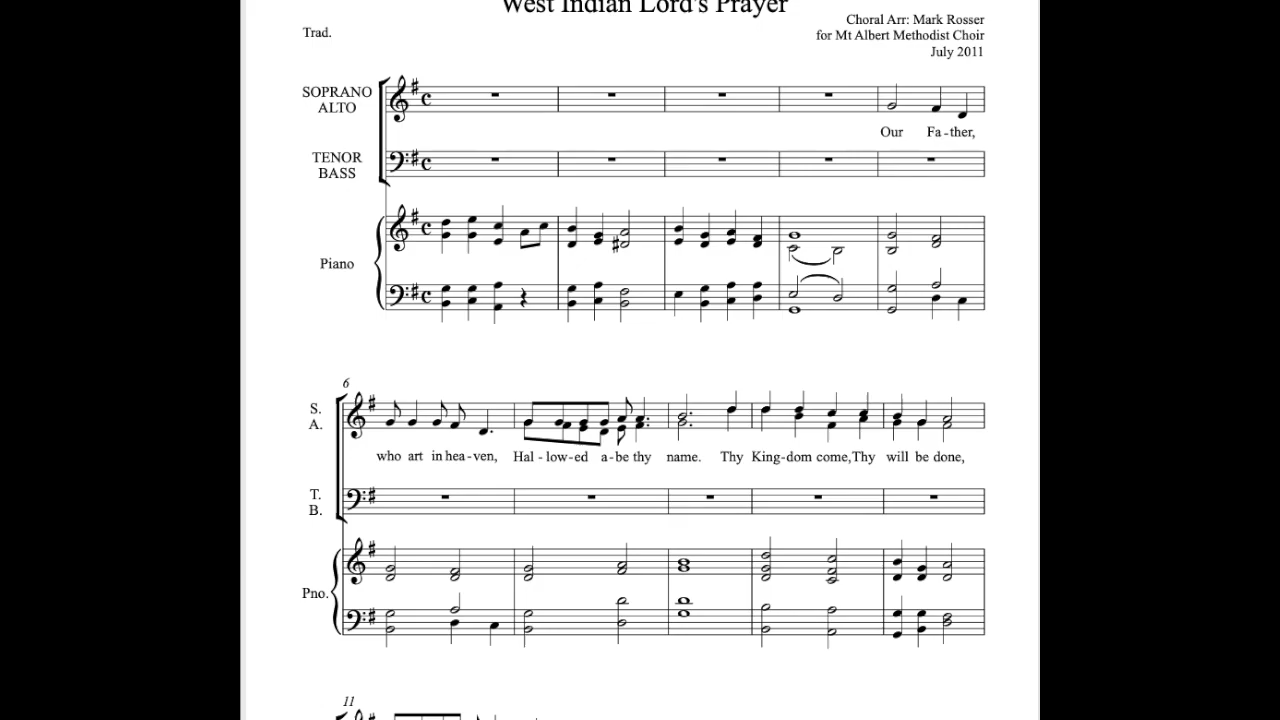 West Indian Lord's Prayer
Trad.
Choral Arr: Mark Rosser
for Mt Albert Methodist Choir
July 2011
SOPRANO
ALTO
Our Fa - ther,
TENOR
BASS
Piano
6
S.
A.
who art in hea - ven, Hal - low - ed a - be thy name. Thy King - dom come, Thy will be done,
T.
B.
Pno.
11